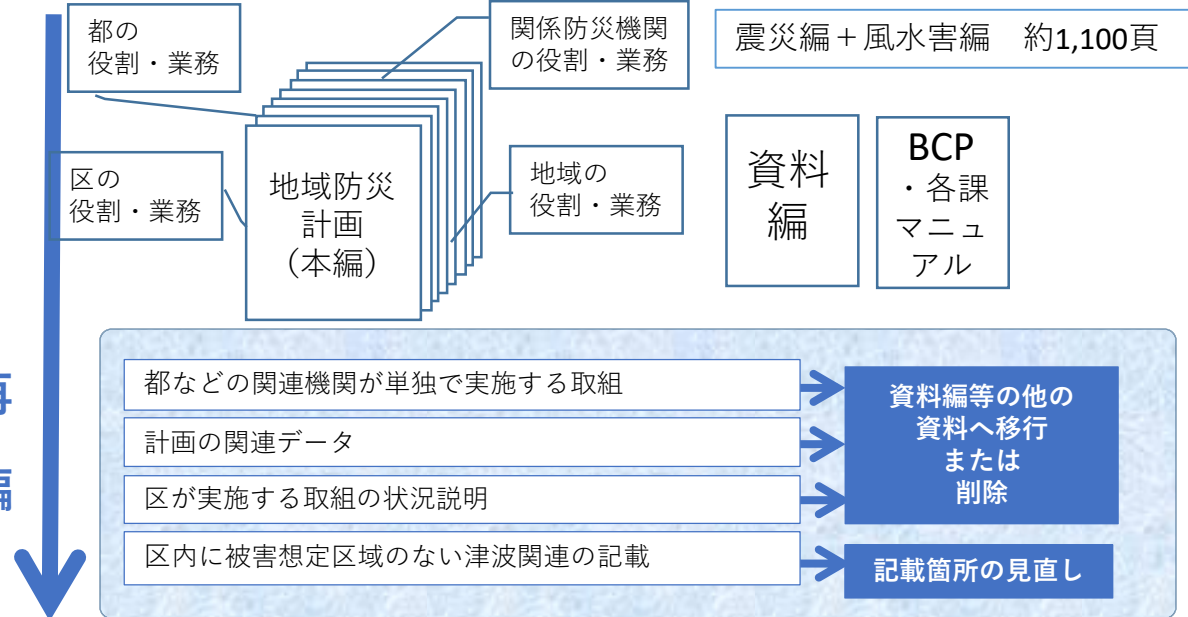 都の
役割・業務
関係防災機関
の役割・業務
震災編＋風水害編　約1,100頁
区の
役割・業務
地域防災
計画
（本編）
地域の
役割・業務
資料
編
BCP
・各課
マニュ
アル
再
編
都などの関連機関が単独で実施する取組
計画の関連データ
区が実施する取組の状況説明
資料編等の他の
資料へ移行
または
削除
区内に被害想定区域のない津波関連の記載
記載箇所の見直し